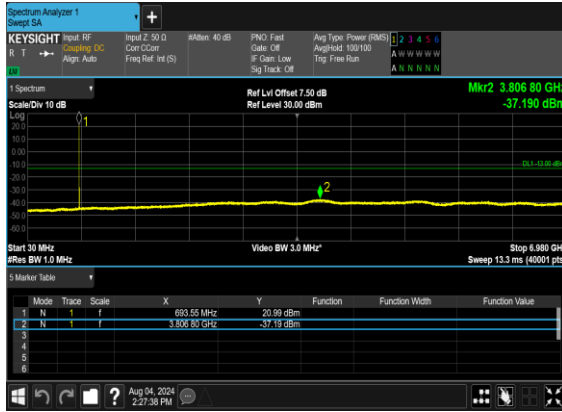 Spectrum Analyzer 1
Swept SA
+
KEYSIGHT
R T
LU
Input: RF
Coupling: DC
Align: Auto
Input Z: 50 Ω
Corr CCorr
Freq Ref: Int (S)
#Atten: 40 dB
PNO: Fast
Gate: Off
IF Gain: Low
Sig Track: Off
Avg Type: Power (RMS)
Avg|Hold: 100/100
Trig: Free Run
1 2 3 4 5 6
A W W W W W
A N N N N N
1 Spectrum
Scale/Div 10 dB
Ref Lvl Offset 7.50 dB
Ref Level 30.00 dBm
Mkr2 3.806 80 GHz
-37.190 dBm
Log
20.0
10.0
0.00
-10.0
-20.0
-30.0
-40.0
-50.0
-60.0
1
2
DL1 -13.00 dBm
Start 30 MHz
#Res BW 1.0 MHz
Video BW 3.0 MHz*
Stop 6.980 GHz
Sweep 13.3 ms (40001 pts)
5 Marker Table
Mode Trace Scale X Y Function Function Width Function Value
1 N 1 f 693.55 MHz 20.99 dBm
2 N 1 f 3.806 80 GHz -37.19 dBm
3
4
5
6
?
Aug 04, 2024
2:27:38 PM